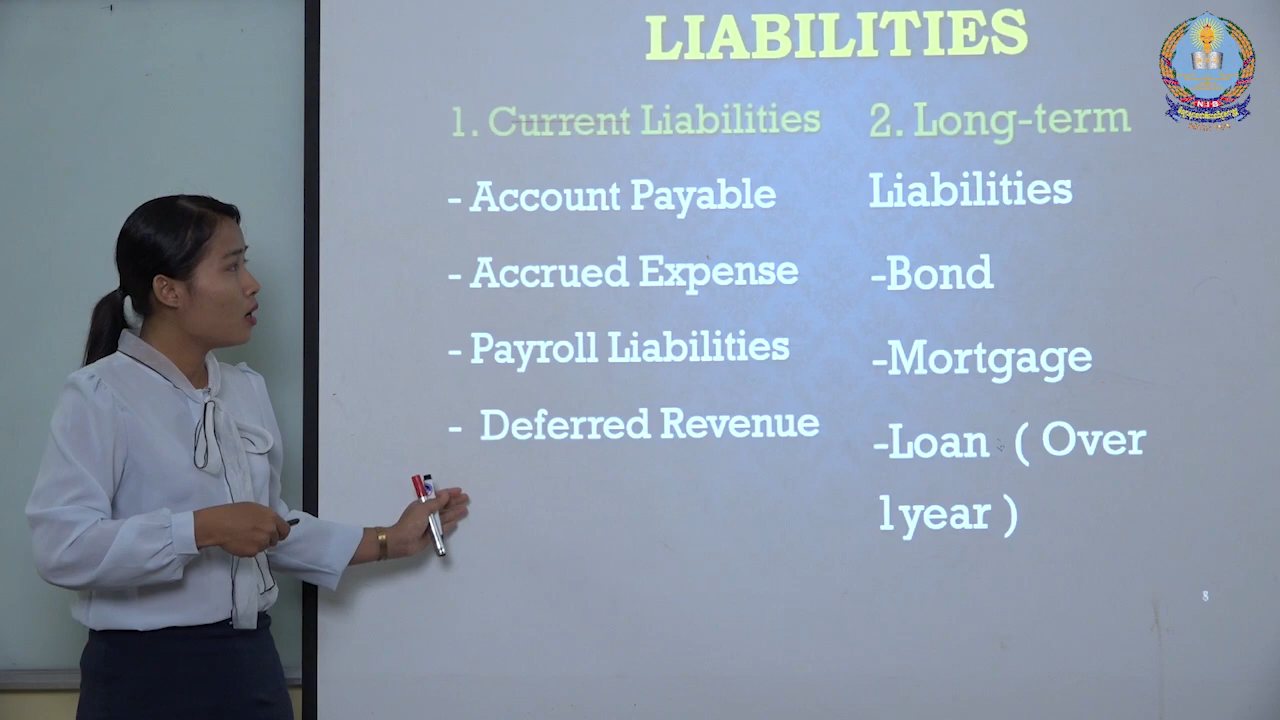 LIABILITIES
1. Current Liabilities
- Account Payable
- Accrued Expense
- Payroll Liabilities
- Deferred Revenue
2. Long-term
Liabilities
-Bond
-Mortgage
-Loan ( Over
1year )
8
N I B